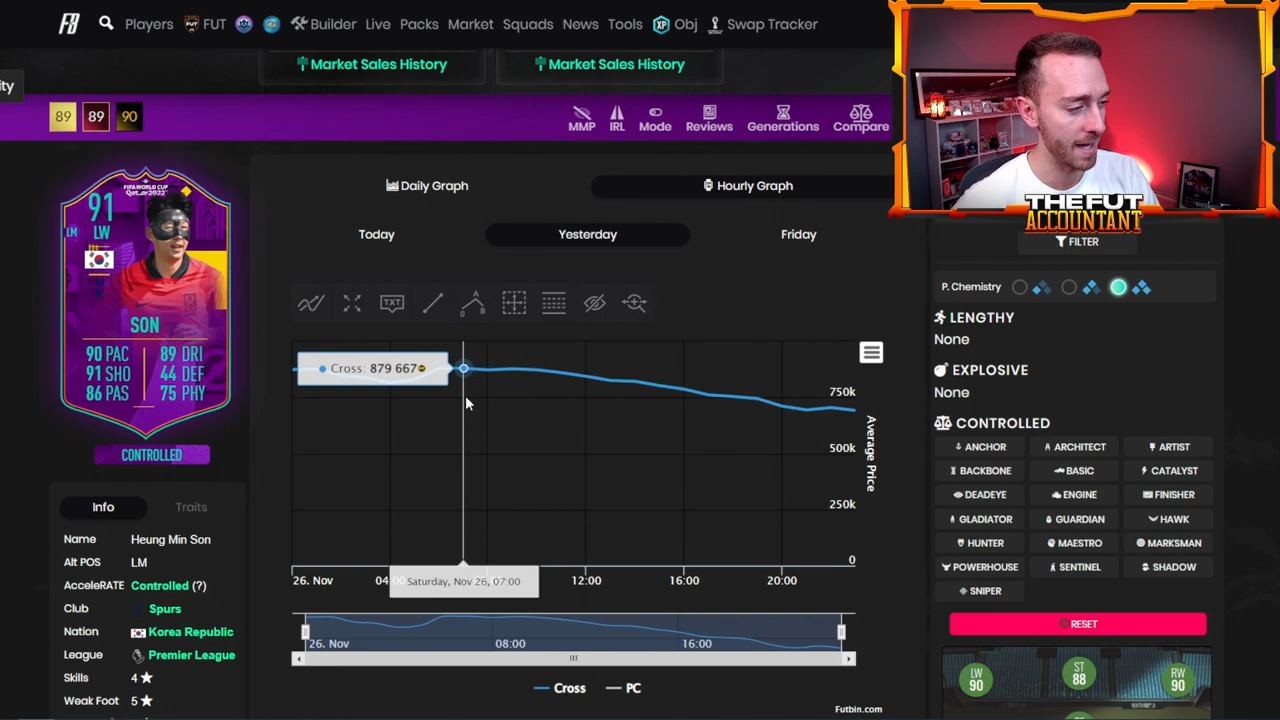 Players FUT Builder Live Packs Market Squads News Tools XP Obj Swap Tracker
Market Sales History Market Sales History
ity
89 89 90 MMP IRL Mode Reviews Generations Compare
THE FUT
ACCOUNTANT
FIFA WORLD CUP
Qatar2022
91
LM LW
SON
90 PAC 89 DRI
91 SHO 44 DEF
86 PAS 75 PHY
CONTROLLED
Info Traits
Name Heung Min Son
Alt POS LM
AcceleRATE Controlled (?)
Club Spurs
Nation Korea Republic
League Premier League
Skills 4
Weak Foot 5
Daily Graph Hourly Graph
Today Yesterday Friday
TXT A B
Cross: 879 667
750k
500k
250k
0
Average Price
26. Nov 04 12:00 16:00 20:00
Saturday, Nov 26, 07:00
26. Nov 08:00 16:00
Cross PC
Futbin.com
FILTER
P. Chemistry
LENGTHY
None
EXPLOSIVE
None
CONTROLLED
ANCHOR ARCHITECT ARTIST
BACKBONE BASIC CATALYST
DEADEYE ENGINE FINISHER
GLADIATOR GUARDIAN HAWK
HUNTER MAESTRO MARKSMAN
POWERHOUSE SENTINEL SHADOW
SNIPER
RESET
LW 90 ST 88 RW 90